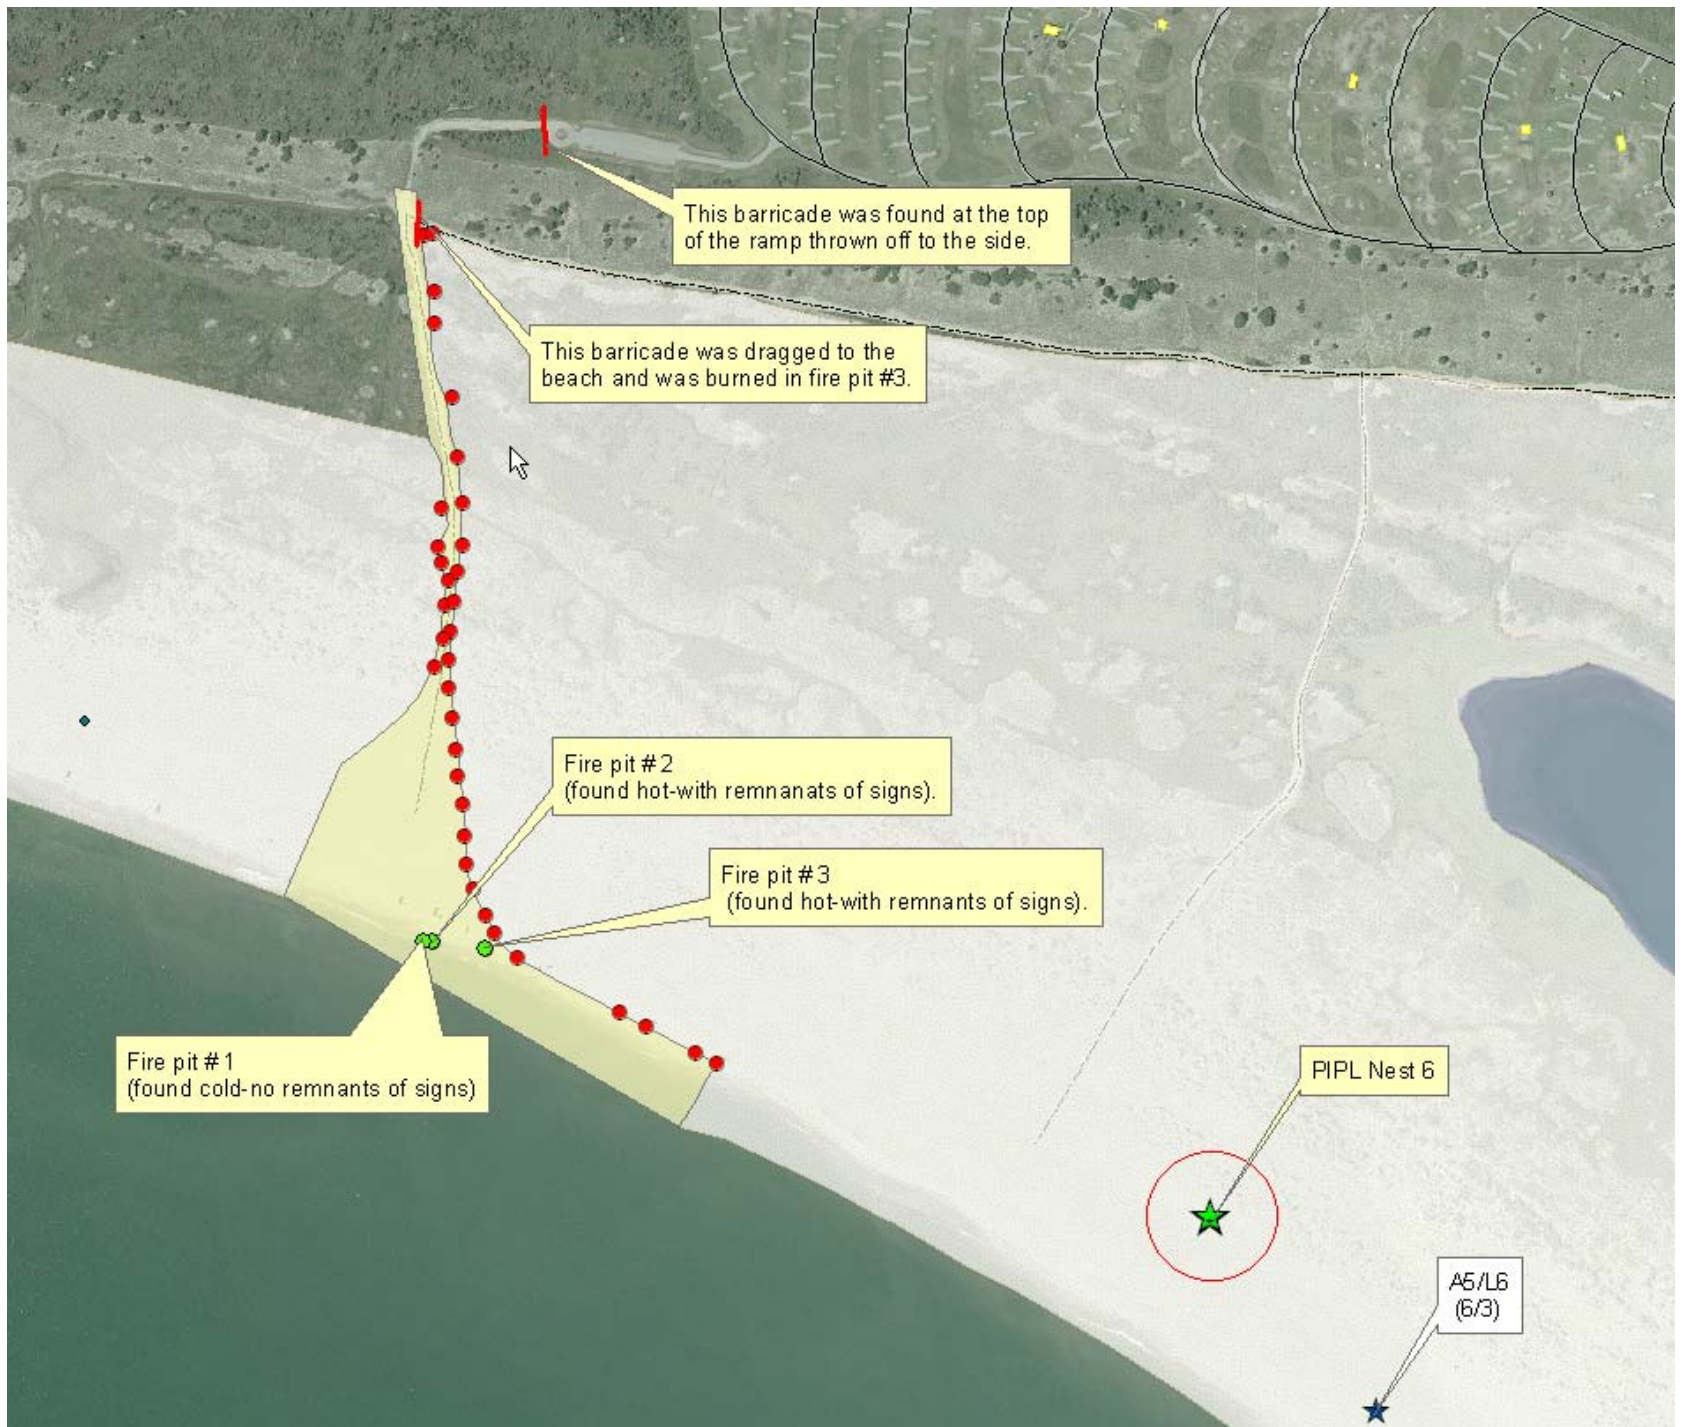 This barricade was found at the top
of the ramp thrown off to the side.
This barricade was dragged to the
beach and was burned in fire pit #3.
Fire pit #2
(found hot-with remnanats of signs).
Fire pit #3
(found hot-with remnants of signs).
Fire pit #1
(found cold-no remnants of signs)
PIPL Nest 6
A5/L6
(6/3)